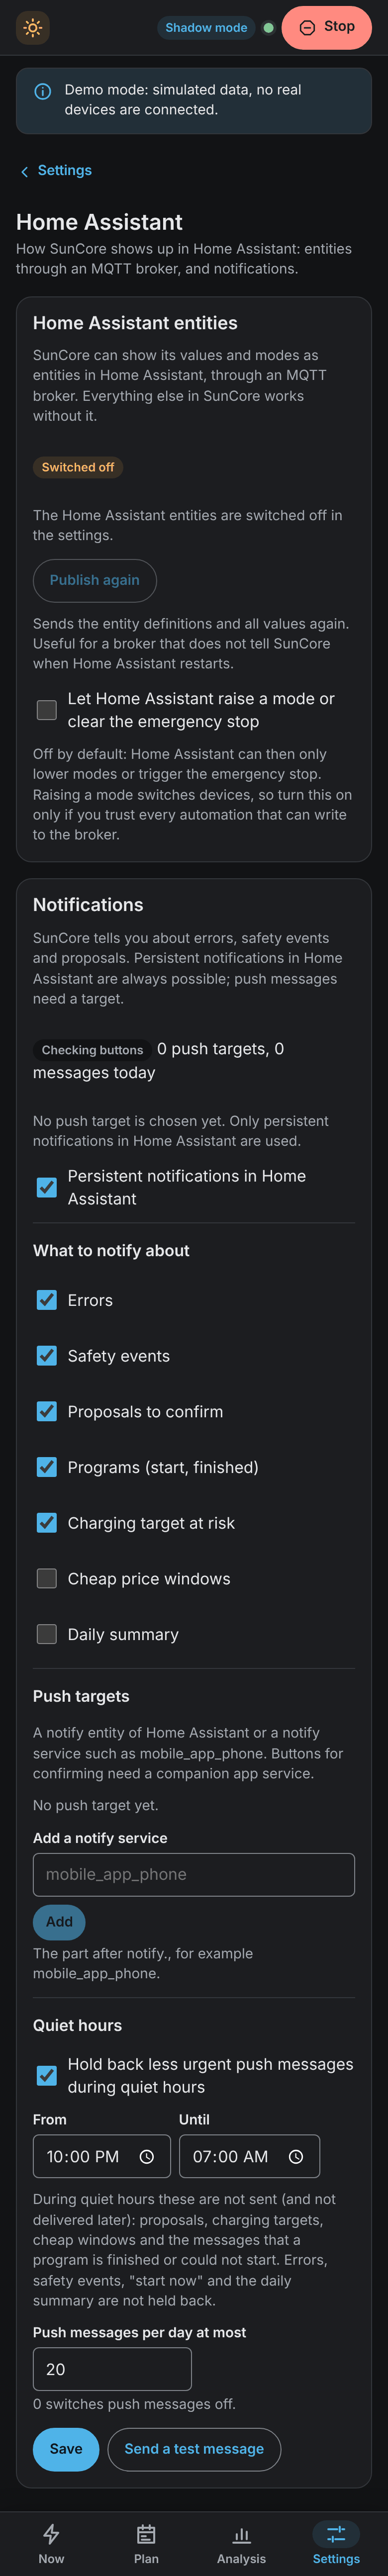 Shadow mode
Stop
Demo mode: simulated data, no real
devices are connected.
Settings
Home Assistant
How SunCore shows up in Home Assistant: entities
through an MQTT broker, and notifications.
Home Assistant entities
SunCore can show its values and modes as
entities in Home Assistant, through an MQTT
broker. Everything else in SunCore works
without it.
Switched off
The Home Assistant entities are switched off in
the settings.
Publish again
Sends the entity definitions and all values again.
Useful for a broker that does not tell SunCore
when Home Assistant restarts.
Let Home Assistant raise a mode or
clear the emergency stop
Off by default: Home Assistant can then only
lower modes or trigger the emergency stop.
Raising a mode switches devices, so turn this on
only if you trust every automation that can write
to the broker.
Notifications
SunCore tells you about errors, safety events
and proposals. Persistent notifications in Home
Assistant are always possible; push messages
need a target.
Checking buttons 0 push targets, 0
messages today
No push target is chosen yet. Only persistent
notifications in Home Assistant are used.
Persistent notifications in Home
Assistant
What to notify about
Errors
Safety events
Proposals to confirm
Programs (start, finished)
Charging target at risk
Cheap price windows
Daily summary
Push targets
A notify entity of Home Assistant or a notify
service such as mobile_app_phone. Buttons for
confirming need a companion app service.
No push target yet.
Add a notify service
mobile_app_phone
Add
The part after notify., for example
mobile_app_phone.
Quiet hours
Hold back less urgent push messages
during quiet hours
From Until
10:00 PM 07:00 AM
During quiet hours these are not sent (and not
delivered later): proposals, charging targets,
cheap windows and the messages that a
program is finished or could not start. Errors,
safety events, "start now" and the daily
summary are not held back.
Push messages per day at most
20
0 switches push messages off.
Save Send a test message
Now Plan Analysis Settings